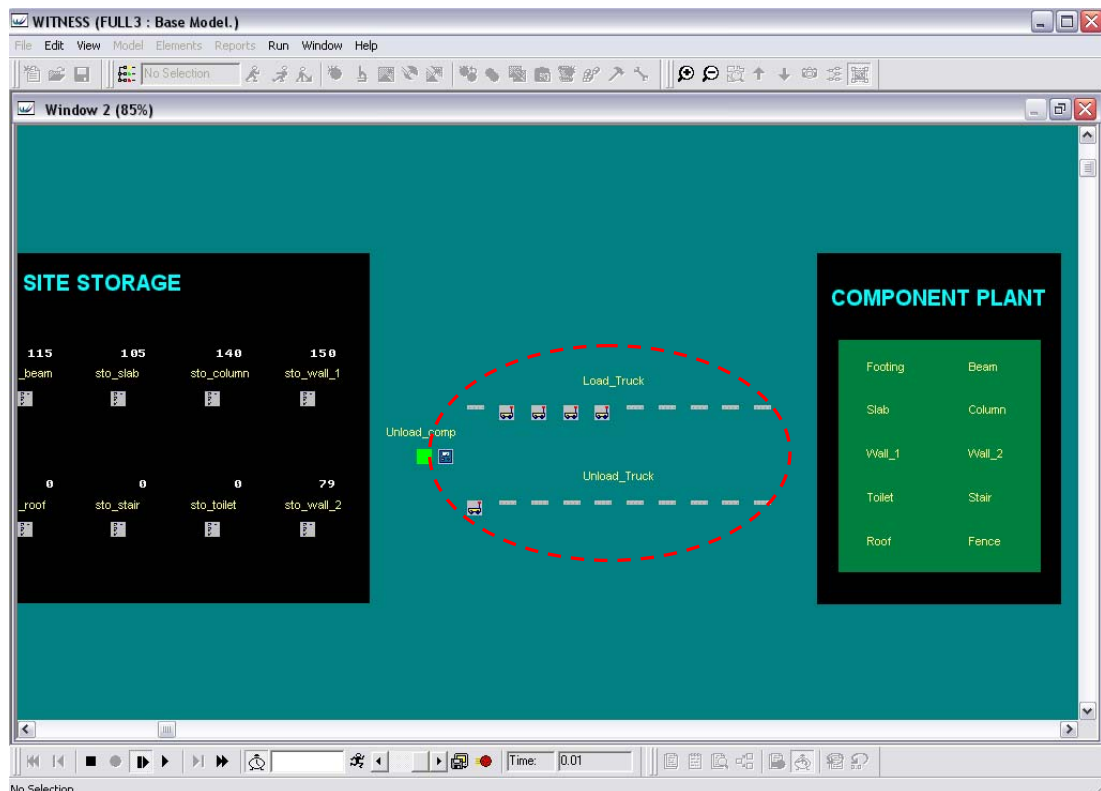 WITNESS (FULL3 : Base Model.)
File Edit View Model Elements Reports Run Window Help
No Selection
Window 2 (85%)
SITE STORAGE
COMPONENT PLANT
115 105 140 150
_beam sto_slab sto_column sto_wall_1
Load_Truck
Footing Beam
Slab Column
Unload_comp
Wall_1 Wall_2
0 0 0 79
_roof sto_stair sto_toilet sto_wall_2
Unload_Truck
Toilet Stair
Roof Fence
Time: 0.01
No Selection